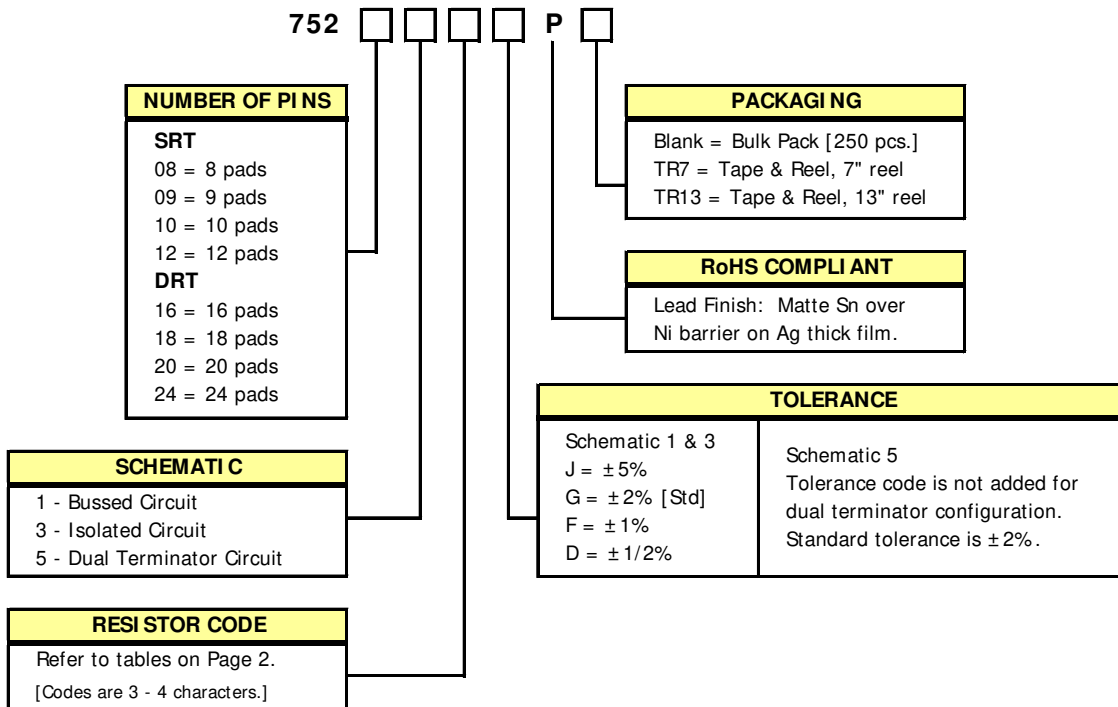 752 P
NUMBER OF PINS
SRT
08 = 8 pads
09 = 9 pads
10 = 10 pads
12 = 12 pads
DRT
16 = 16 pads
18 = 18 pads
20 = 20 pads
24 = 24 pads
SCHEMATIC
1 - Bussed Circuit
3 - Isolated Circuit
5 - Dual Terminator Circuit
RESISTOR CODE
Refer to tables on Page 2.
[Codes are 3 - 4 characters.]
PACKAGING
Blank = Bulk Pack [250 pcs.]
TR7 = Tape & Reel, 7" reel
TR13 = Tape & Reel, 13" reel
RoHS COMPLIANT
Lead Finish: Matte Sn over
Ni barrier on Ag thick film.
TOLERANCE
Schematic 1 & 3
J = ±5%
G = ±2% [Std]
F = ±1%
D = ±1/2%
Schematic 5
Tolerance code is not added for
dual terminator configuration.
Standard tolerance is ±2%.